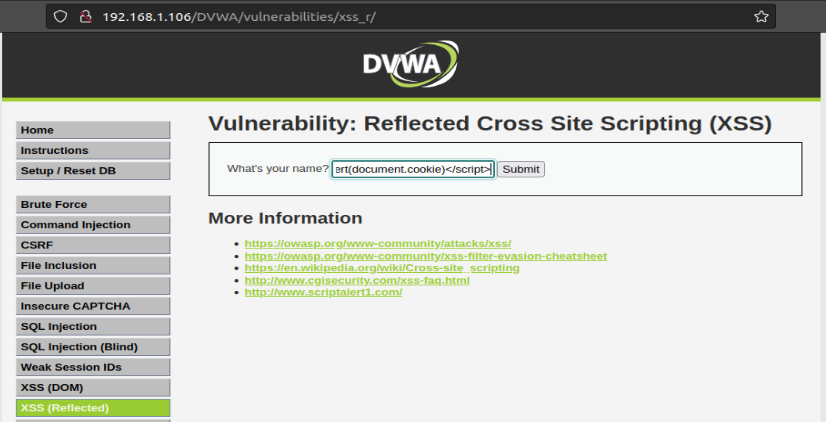 192.168.1.106/DVWA/vulnerabilities/xss_r/
DVWA
Home
Instructions
Setup / Reset DB
Brute Force
Command Injection
CSRF
File Inclusion
File Upload
Insecure CAPTCHA
SQL Injection
SQL Injection (Blind)
Weak Session IDs
XSS (DOM)
XSS (Reflected)
Vulnerability: Reflected Cross Site Scripting (XSS)
What's your name? ert(document.cookie)</script> Submit
More Information
https://owasp.org/www-community/attacks/xss/
https://owasp.org/www-community/xss-filter-evasion-cheatsheet
https://en.wikipedia.org/wiki/Cross-site_scripting
http://www.cgisecurity.com/xss-faq.html
http://www.scriptalert1.com/